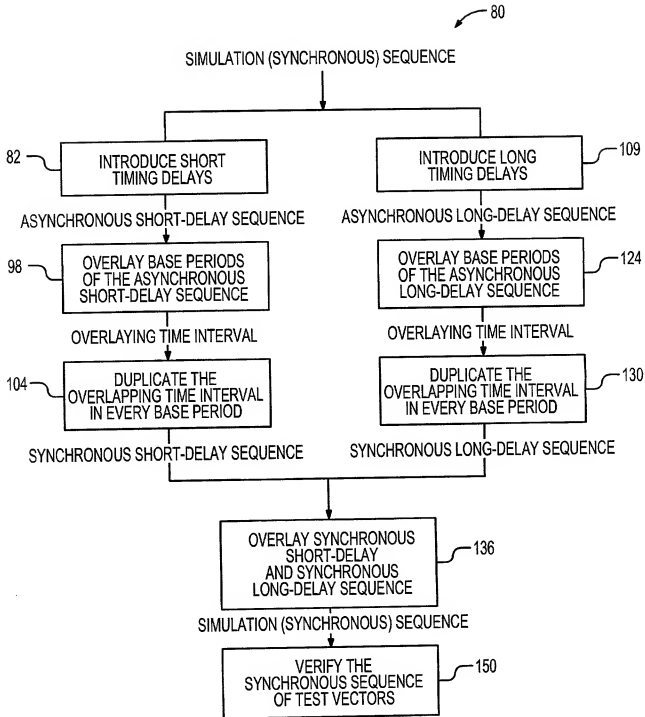 80
SIMULATION (SYNCHRONOUS) SEQUENCE
82
INTRODUCE SHORT
TIMING DELAYS
INTRODUCE LONG
TIMING DELAYS
109
ASYNCHRONOUS SHORT-DELAY SEQUENCE
ASYNCHRONOUS LONG-DELAY SEQUENCE
98
OVERLAY BASE PERIODS
OF THE ASYNCHRONOUS
SHORT-DELAY SEQUENCE
OVERLAY BASE PERIODS
OF THE ASYNCHRONOUS
LONG-DELAY SEQUENCE
124
OVERLAYING TIME INTERVAL
OVERLAYING TIME INTERVAL
104
DUPLICATE THE
OVERLAPPING TIME INTERVAL
IN EVERY BASE PERIOD
DUPLICATE THE
OVERLAPPING TIME INTERVAL
IN EVERY BASE PERIOD
130
SYNCHRONOUS SHORT-DELAY SEQUENCE
SYNCHRONOUS LONG-DELAY SEQUENCE
OVERLAY SYNCHRONOUS
SHORT-DELAY
AND SYNCHRONOUS
LONG-DELAY SEQUENCE
136
SIMULATION (SYNCHRONOUS) SEQUENCE
VERIFY THE
SYNCHRONOUS SEQUENCE
OF TEST VECTORS
150